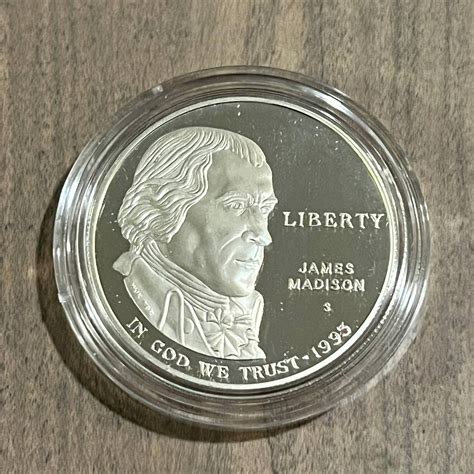 LIBERTY
JAMES
MADISON
S
IN GOD WE TRUST · 1993